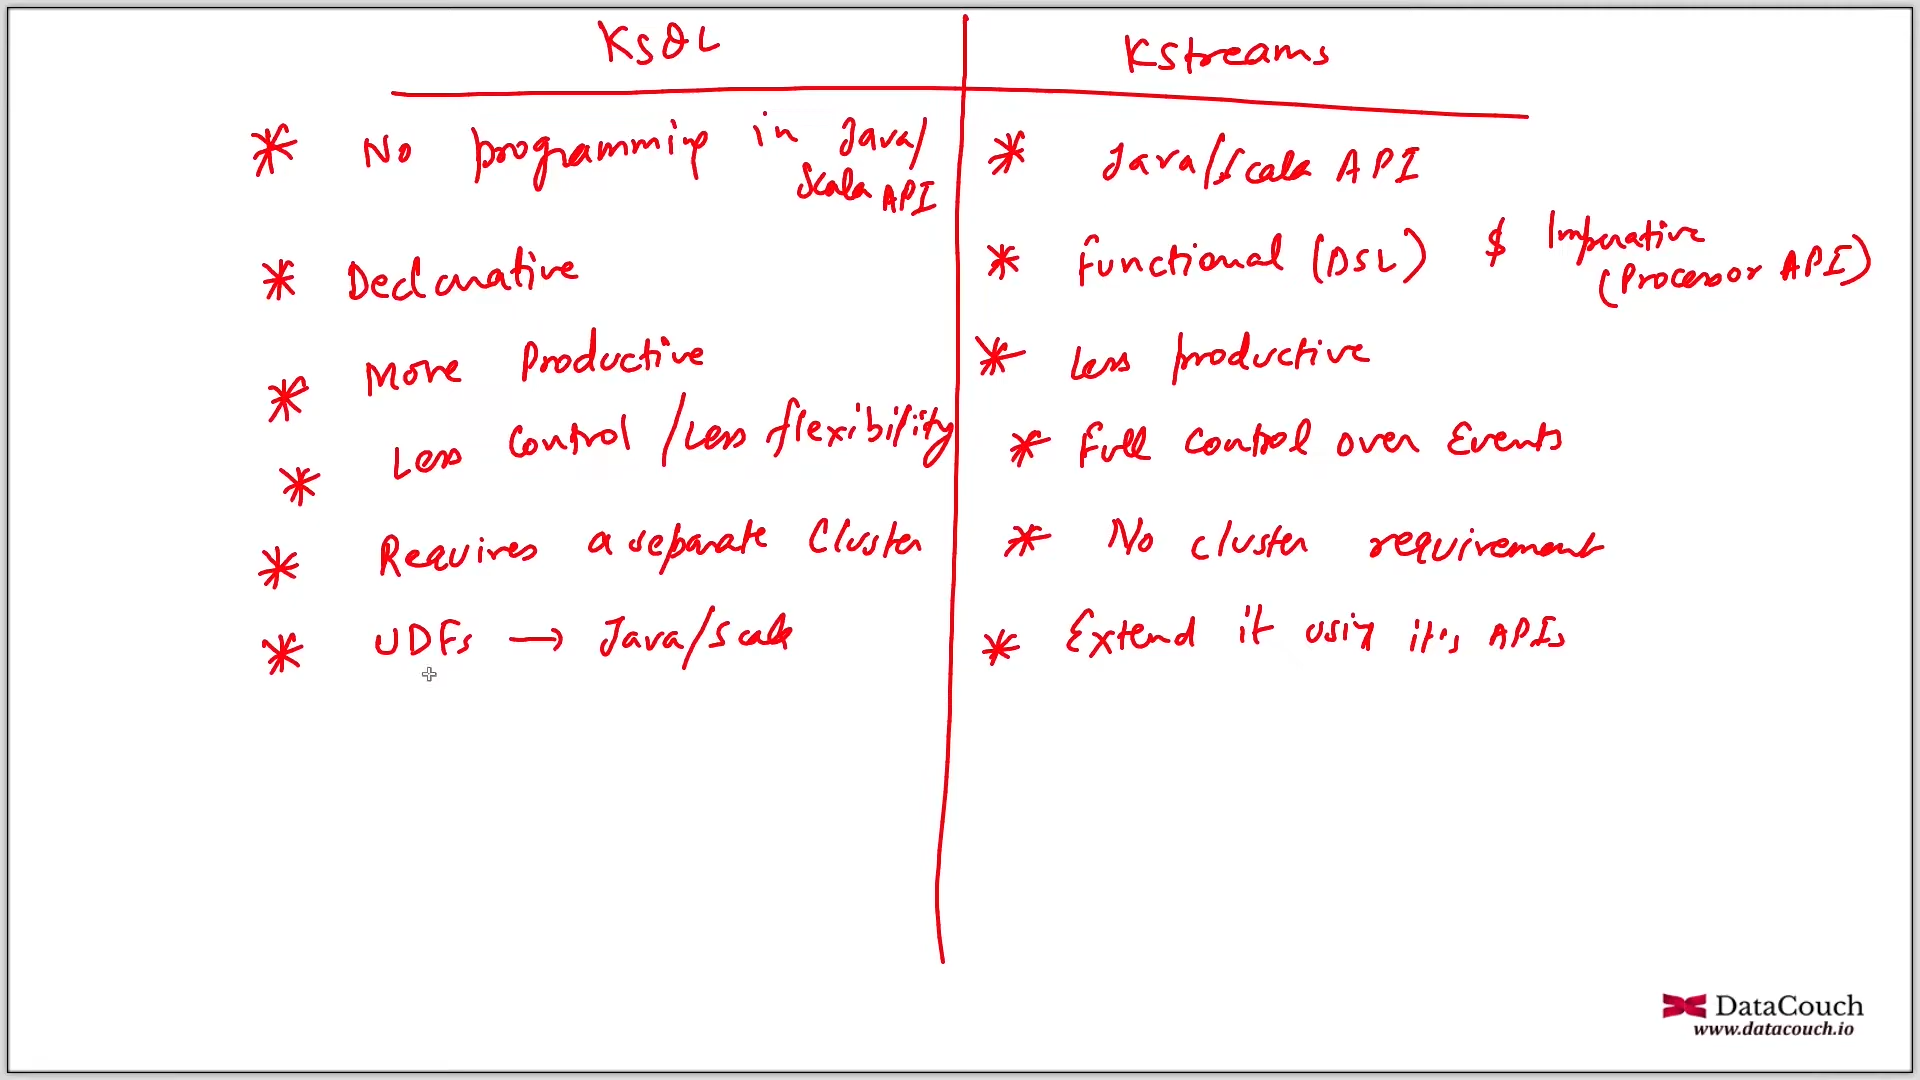 KSQL
KStreams
* No programming in Java/
Scala API
* Java/Scala API
* Declarative
* Functional (DSL) $ Imperative
(Processor API)
* More Productive
* Less productive
* Less Control / Less flexibility
* Full Control over Events
* Requires a separate Cluster
* No cluster requirement
* UDFs → Java/Scala
* Extend it using it's APIs
DataCouch
www.datacouch.io